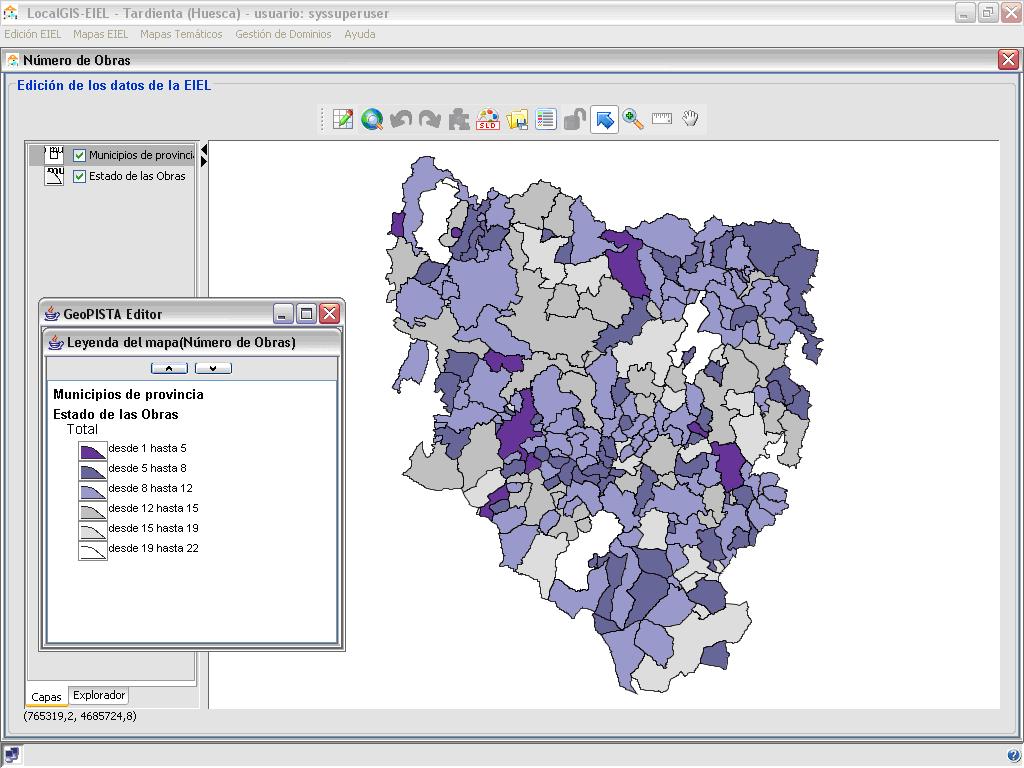 LocalGIS-EIEL - Tardienta (Huesca) - usuario: syssuperuser
Edición EIEL Mapas EIEL Mapas Temáticos Gestión de Dominios Ayuda
Número de Obras
Edición de los datos de la EIEL
SLD
Municipios de provincia
Estado de las Obras
GeoPISTA Editor
Leyenda del mapa(Número de Obras)
Municipios de provincia
Estado de las Obras
Total
desde 1 hasta 5
desde 5 hasta 8
desde 8 hasta 12
desde 12 hasta 15
desde 15 hasta 19
desde 19 hasta 22
Capas Explorador
(765319,2, 4685724,8)